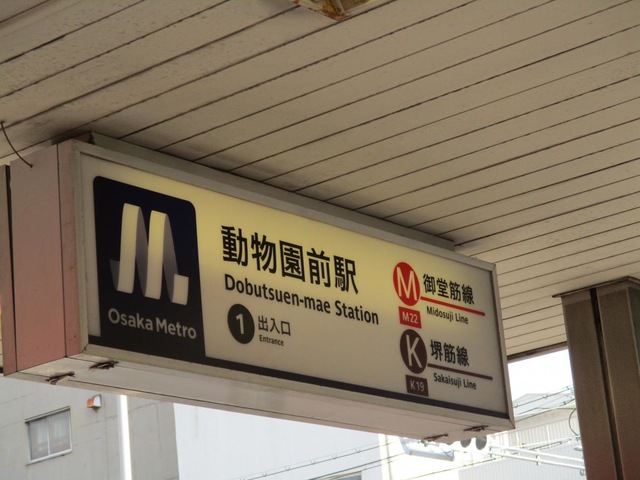 Osaka Metro
動物園前駅
Dobutsuen-mae Station
1 出入口
Entrance
M 御堂筋線
M22 Midosuji Line
K 堺筋線
K19 Sakaisuji Line